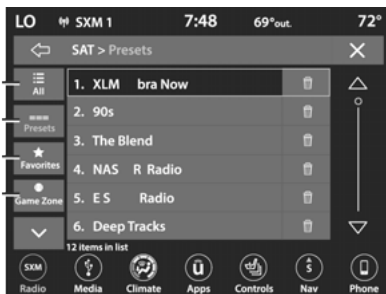 LO SXM 1 7:48 69°out. 72°
SAT > Presets
All
1. XLM bra Now
Presets
2. 90s
3. The Blend
Favorites
4. NAS R Radio
Game Zone
5. E S Radio
6. Deep Tracks
12 items in list
SXM ū ŝ
Radio Media Climate Apps Controls Nav Phone